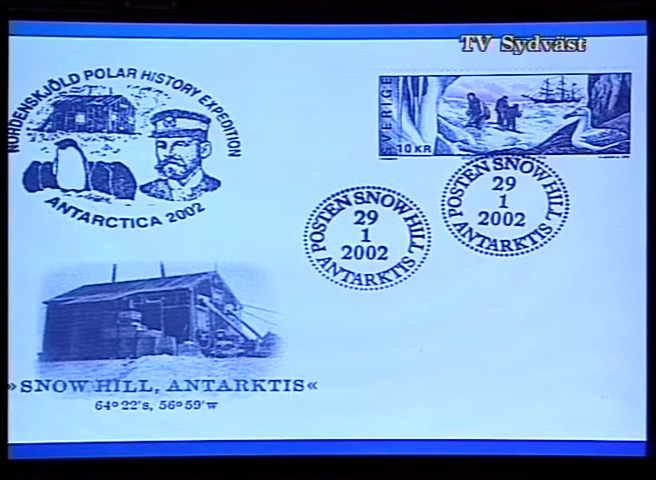 TV Sydväst
NORDENSKJÖLD POLAR HISTORY EXPEDITION
ANTARCTICA 2002
SVERIGE
10 KR
POSTEN SNOW HILL
29
1
2002
ANTARKTIS
POSTEN SNOW HILL
29
1
2002
ANTARKTIS
»SNOW HILL, ANTARKTIS«
64° 22's, 56° 59'w